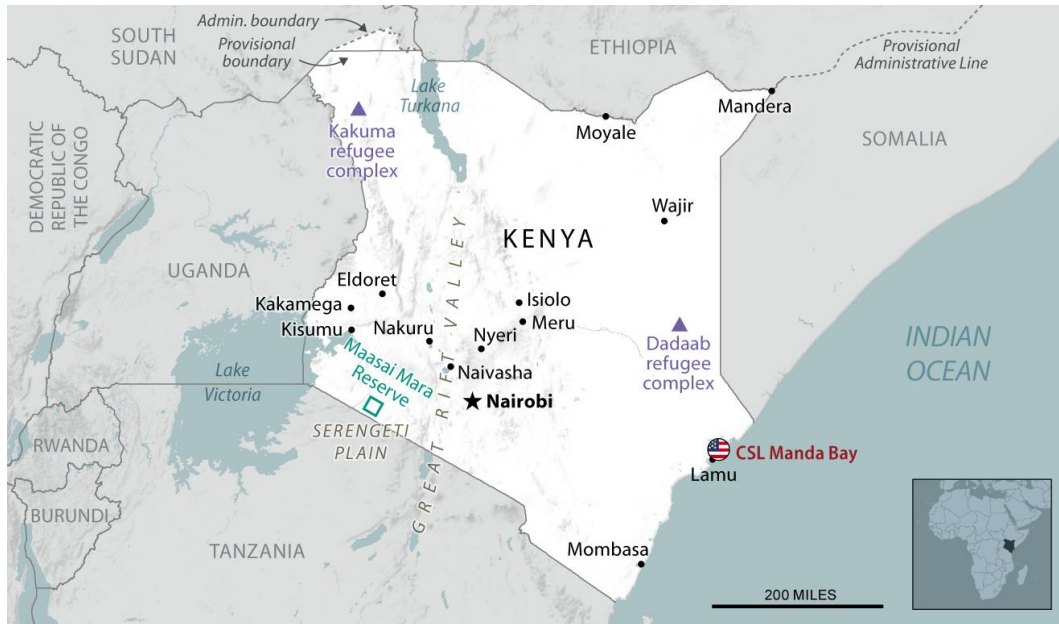 Admin. boundary
Provisional
boundary
SOUTH
SUDAN
ETHIOPIA
Provisional
Administrative Line
Lake
Turkana
Mandera
Moyale
SOMALIA
Kakuma
refugee
complex
DEMOCRATIC
REPUBLIC OF
THE CONGO
Wajir
KENYA
UGANDA
GREAT RIFT VALLEY
Eldoret
Kakamega
Isiolo
Meru
Kisumu
Nakuru
Nyeri
Dadaab
refugee
complex
INDIAN
OCEAN
Maasai Mara
Reserve
Naivasha
Lake
Victoria
Nairobi
SERENGETI
PLAIN
RWANDA
CSL Manda Bay
Lamu
BURUNDI
TANZANIA
Mombasa
200 MILES